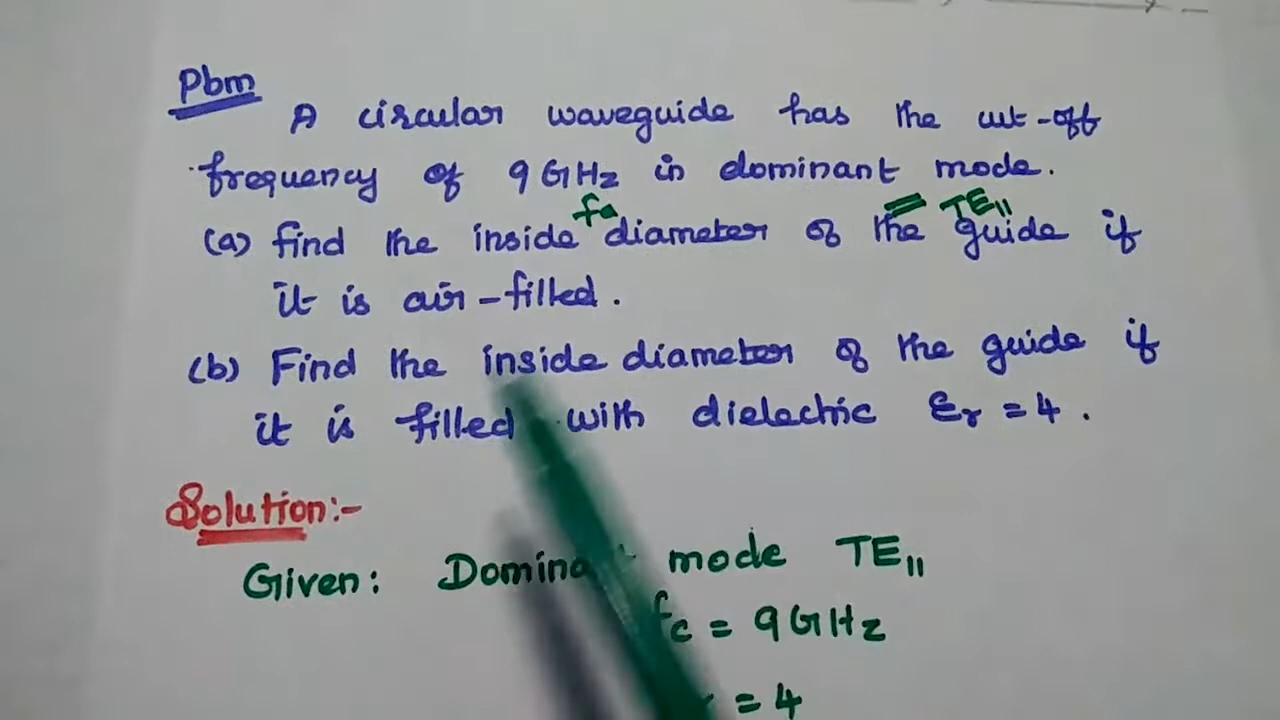 Pbm
A circular waveguide has the cut-off
frequency of 9 GHz in dominant mode.
fc TE11
(a) find the inside diameter of the guide if
it is air-filled.
(b) Find the inside diameter of the guide if
it is filled with dielectric εr = 4.
Solution:-
Given: Dominant mode TE11
fc = 9 GHz
= 4